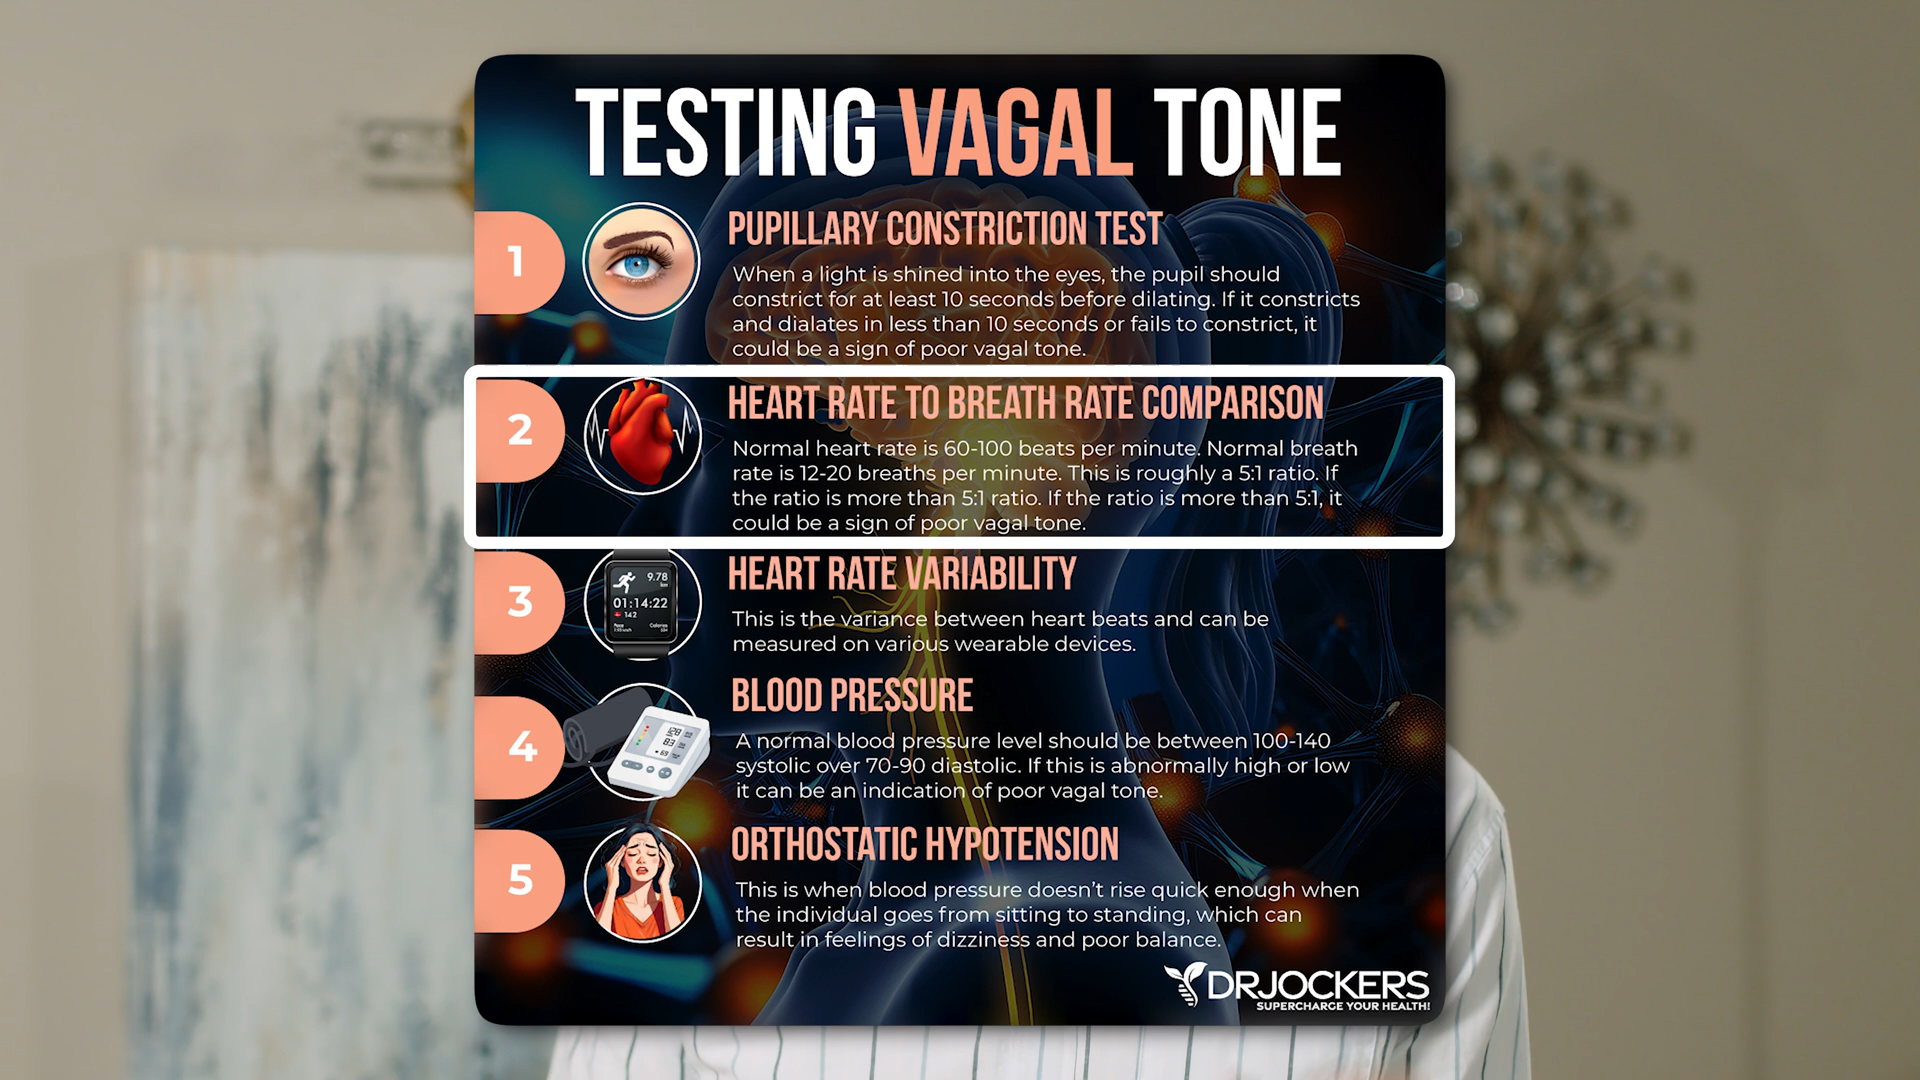 TESTING VAGAL TONE
1
PUPILLARY CONSTRICTION TEST
When a light is shined into the eyes, the pupil should
constrict for at least 10 seconds before dilating. If it constricts
and dialates in less than 10 seconds or fails to constrict, it
could be a sign of poor vagal tone.
2
HEART RATE TO BREATH RATE COMPARISON
Normal heart rate is 60-100 beats per minute. Normal breath
rate is 12-20 breaths per minute. This is roughly a 5:1 ratio. If
the ratio is more than 5:1 ratio. If the ratio is more than 5:1, it
could be a sign of poor vagal tone.
3
9.78
km
01:14:22
142
HEART RATE VARIABILITY
This is the variance between heart beats and can be
measured on various wearable devices.
4
128
83
69
BLOOD PRESSURE
A normal blood pressure level should be between 100-140
systolic over 70-90 diastolic. If this is abnormally high or low
it can be an indication of poor vagal tone.
5
ORTHOSTATIC HYPOTENSION
This is when blood pressure doesn't rise quick enough when
the individual goes from sitting to standing, which can
result in feelings of dizziness and poor balance.
DRJOCKERS
SUPERCHARGE YOUR HEALTH!